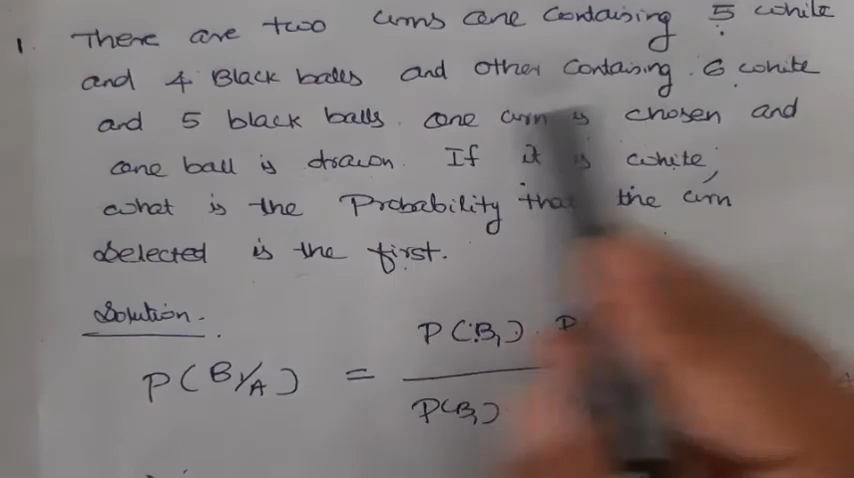 1. There are two urns one containing 5 white
and 4 Black balls and other containing 6 white
and 5 black balls. one urn is chosen and
one ball is drawn. If it is white,
what is the Probability that the urn
Selected is the first.
Solution.
P(B/A) = P(B₁) . P
P(B₁)